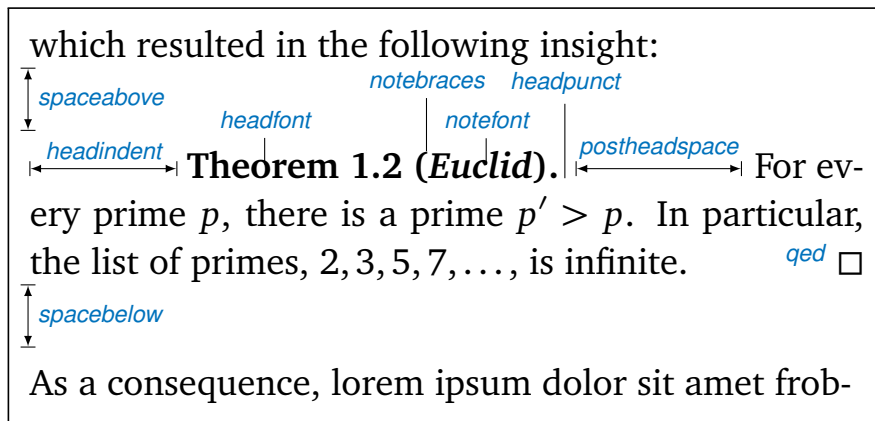 which resulted in the following insight:
notebraces headpunct
spaceabove
headfont notefont
headindent Theorem 1.2 (Euclid). postheadspace For ev-
ery prime p, there is a prime p′ > p. In particular,
the list of primes, 2, 3, 5, 7, . . . , is infinite. qed □
spacebelow
As a consequence, lorem ipsum dolor sit amet frob-